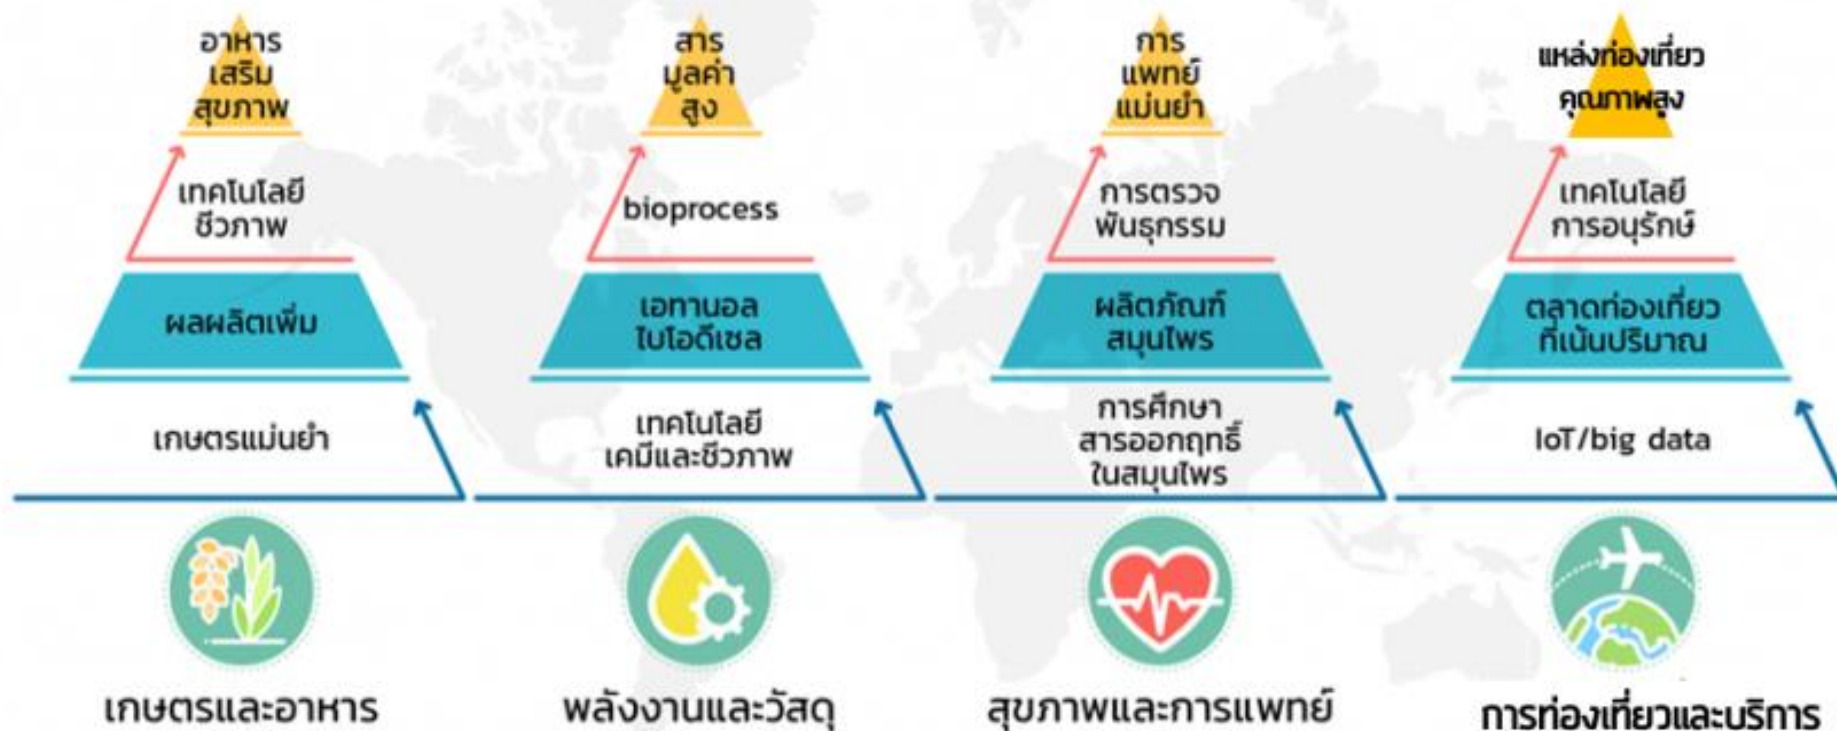 อาหาร
เสริม
สุขภาพ
เทคโนโลยี
ชีวภาพ
ผลผลิตเพิ่ม
เกษตรแม่นยำ
เกษตรและอาหาร
สาร
มูลค่า
สูง
bioprocess
เอทานอล
ไบโอดีเซล
เทคโนโลยี
เคมีและชีวภาพ
พลังงานและวัสดุ
การ
แพทย์
แม่นยำ
การตรวจ
พันธุกรรม
ผลิตภัณฑ์
สมุนไพร
การศึกษา
สารออกฤทธิ์
ในสมุนไพร
สุขภาพและการแพทย์
แหล่งท่องเที่ยว
คุณภาพสูง
เทคโนโลยี
การอนุรักษ์
ตลาดท่องเที่ยว
ที่เน้นปริมาณ
IoT/big data
การท่องเที่ยวและบริการ